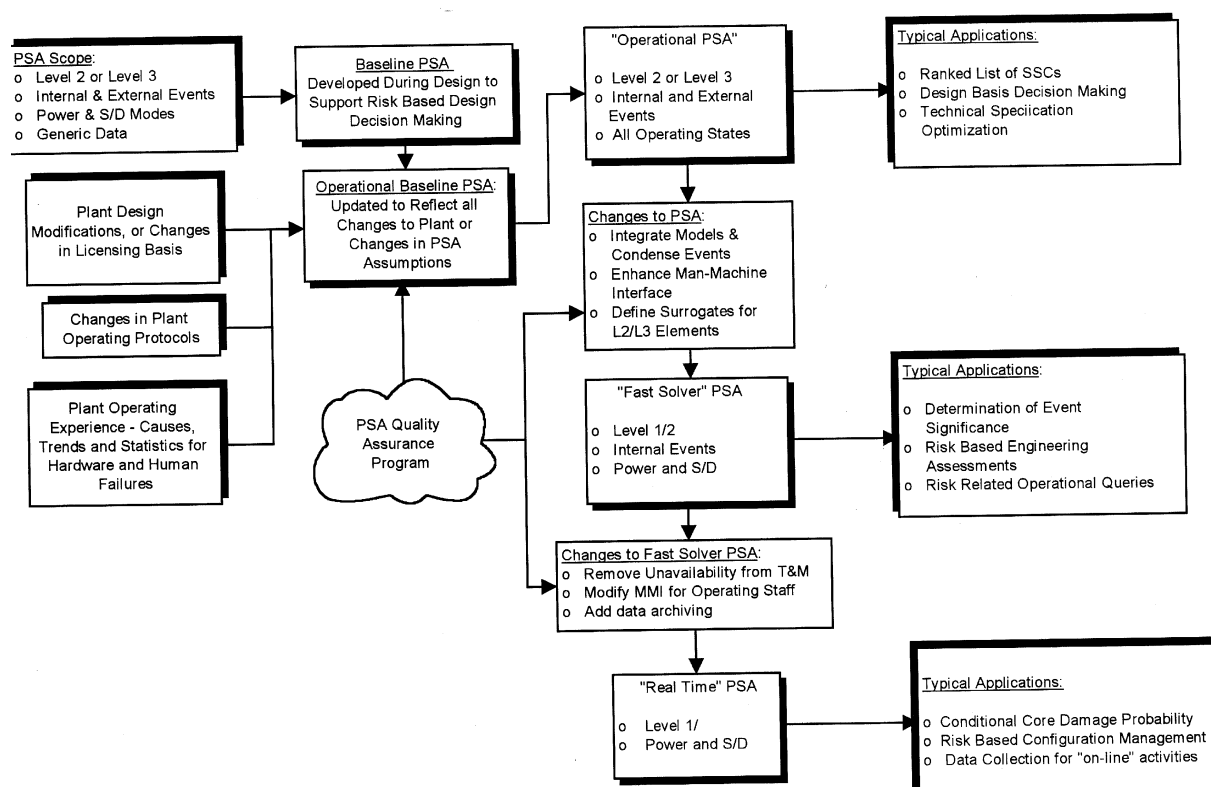 PSA Scope:
o Level 2 or Level 3
o Internal & External Events
o Power & S/D Modes
o Generic Data
Baseline PSA
Developed During Design to
Support Risk Based Design
Decision Making
"Operational PSA"
o Level 2 or Level 3
o Internal and External
Events
o All Operating States
Typical Applications:
o Ranked List of SSCs
o Design Basis Decision Making
o Technical Speciication
Optimization
Plant Design
Modifications, or Changes
in Licensing Basis
Operational Baseline PSA:
Updated to Reflect all
Changes to Plant or
Changes in PSA
Assumptions
Changes to PSA:
o Integrate Models &
Condense Events
o Enhance Man-Machine
Interface
o Define Surrogates for
L2/L3 Elements
Changes in Plant
Operating Protocols
Plant Operating
Experience - Causes,
Trends and Statistics for
Hardware and Human
Failures
PSA Quality
Assurance
Program
"Fast Solver" PSA
o Level 1/2
o Internal Events
o Power and S/D
Typical Applications:
o Determination of Event
Significance
o Risk Based Engineering
Assessments
o Risk Related Operational Queries
Changes to Fast Solver PSA:
o Remove Unavailability from T&M
o Modify MMI for Operating Staff
o Add data archiving
"Real Time" PSA
o Level 1/
o Power and S/D
Typical Applications:
o Conditional Core Damage Probability
o Risk Based Configuration Management
o Data Collection for "on-line" activities